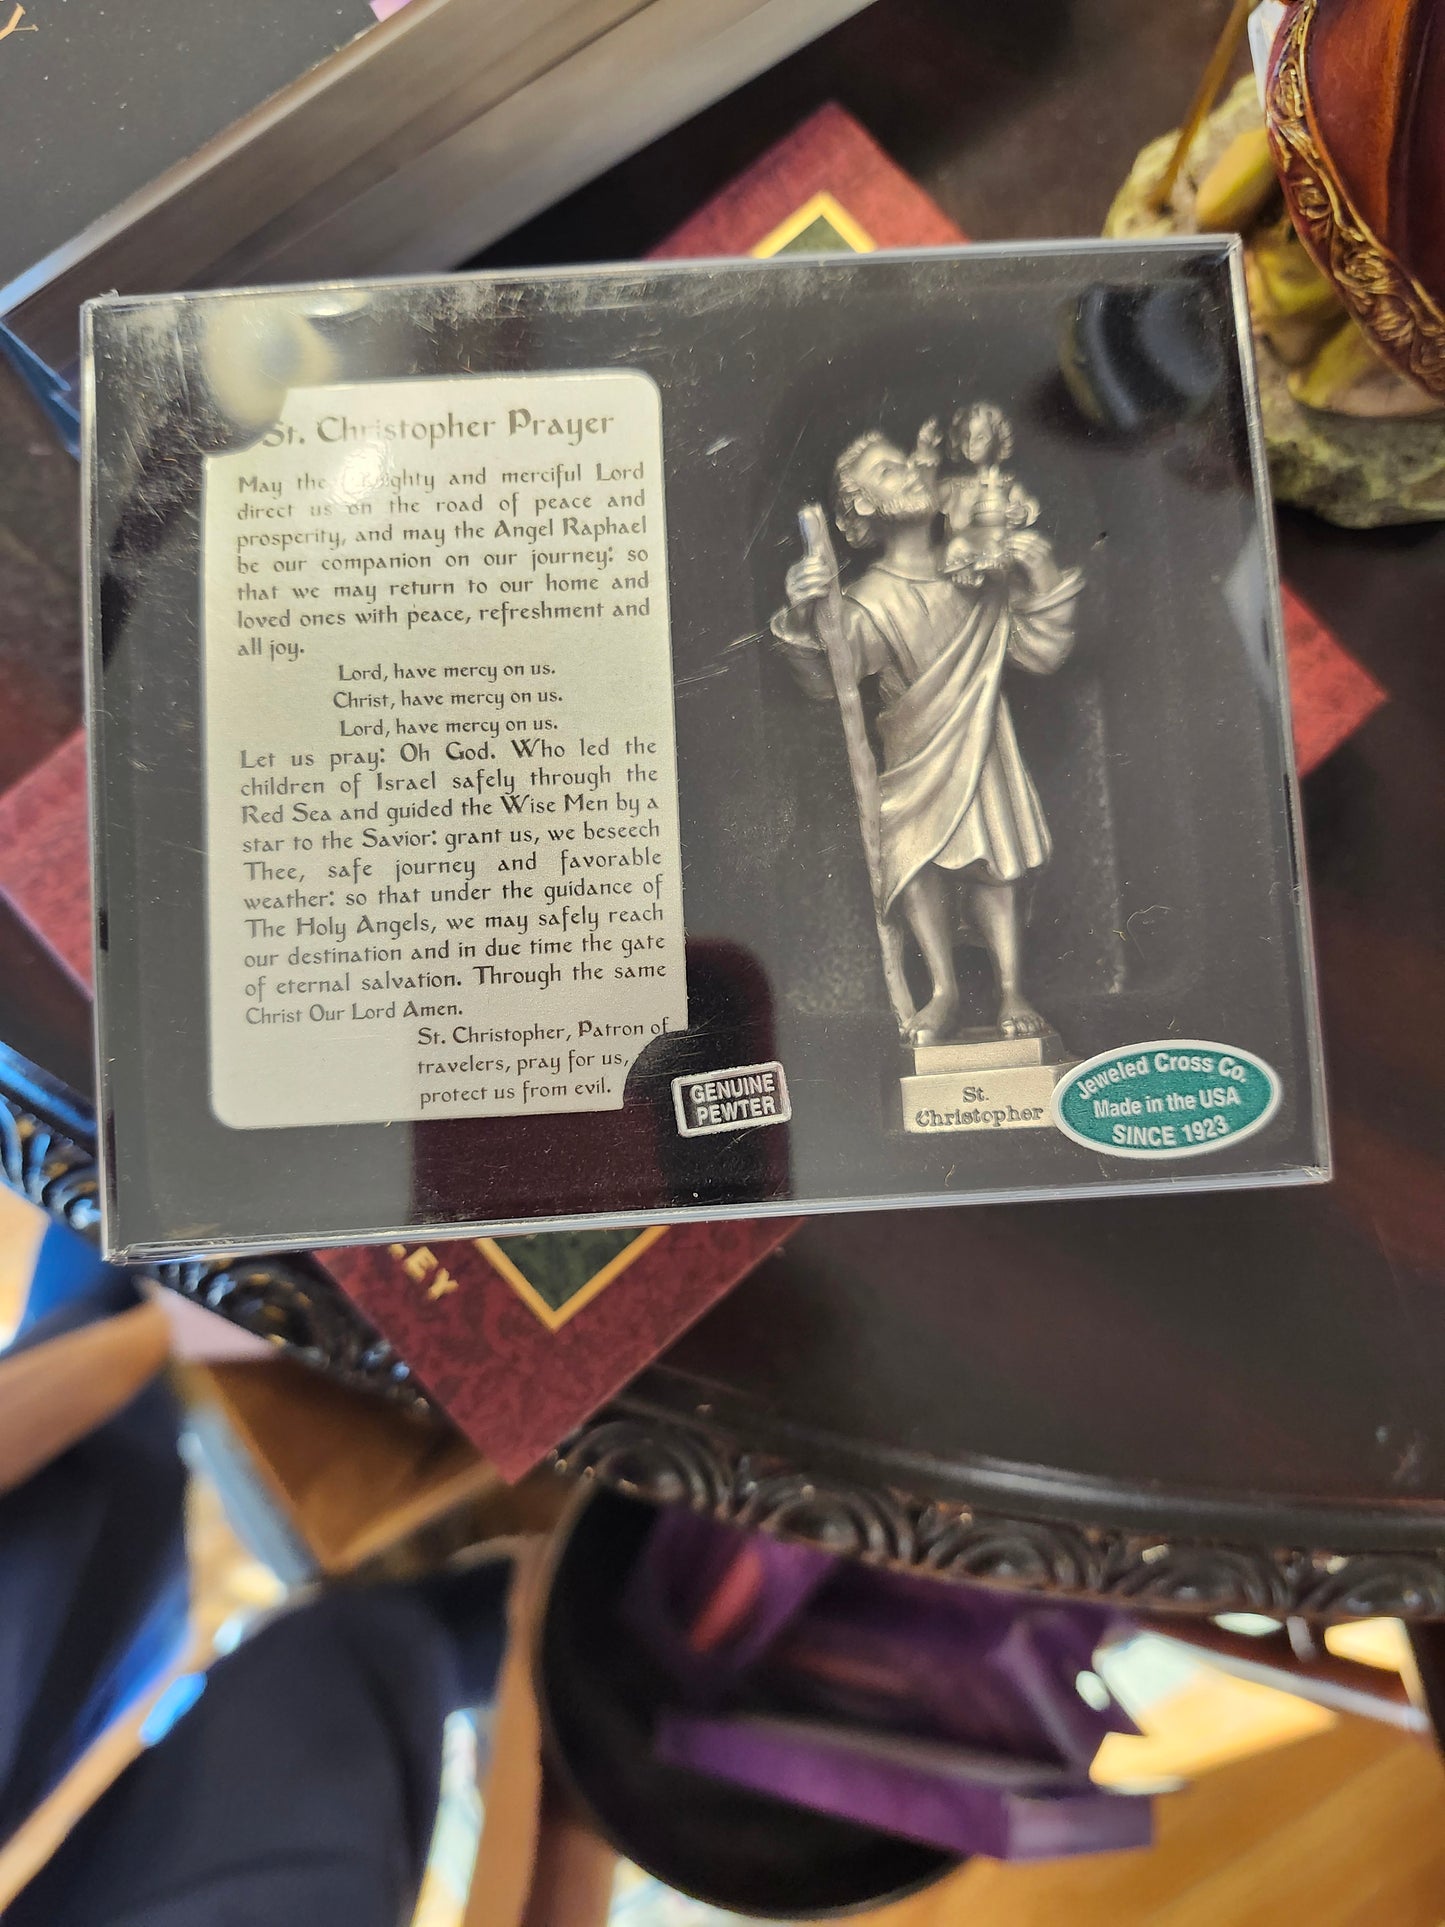 St. Christopher Prayer
May the ghty and merciful Lord
direct us on the road of peace and
prosperity, and may the Angel Raphael
be our companion on our journey: so
that we may return to our home and
loved ones with peace, refreshment and
all joy.
Lord, have mercy on us.
Christ, have mercy on us.
Lord, have mercy on us.
Let us pray: Oh God. Who led the
children of Israel safely through the
Red Sea and guided the Wise Men by a
star to the Savior: grant us, we beseech
Thee, safe journey and favorable
weather: so that under the guidance of
The Holy Angels, we may safely reach
our destination and in due time the gate
of eternal salvation. Through the same
Christ Our Lord Amen.
St. Christopher, Patron of
travelers, pray for us,
protect us from evil.
GENUINE
PEWTER
St.
Christopher
Jeweled Cross Co.
Made in the USA
SINCE 1923
LEY